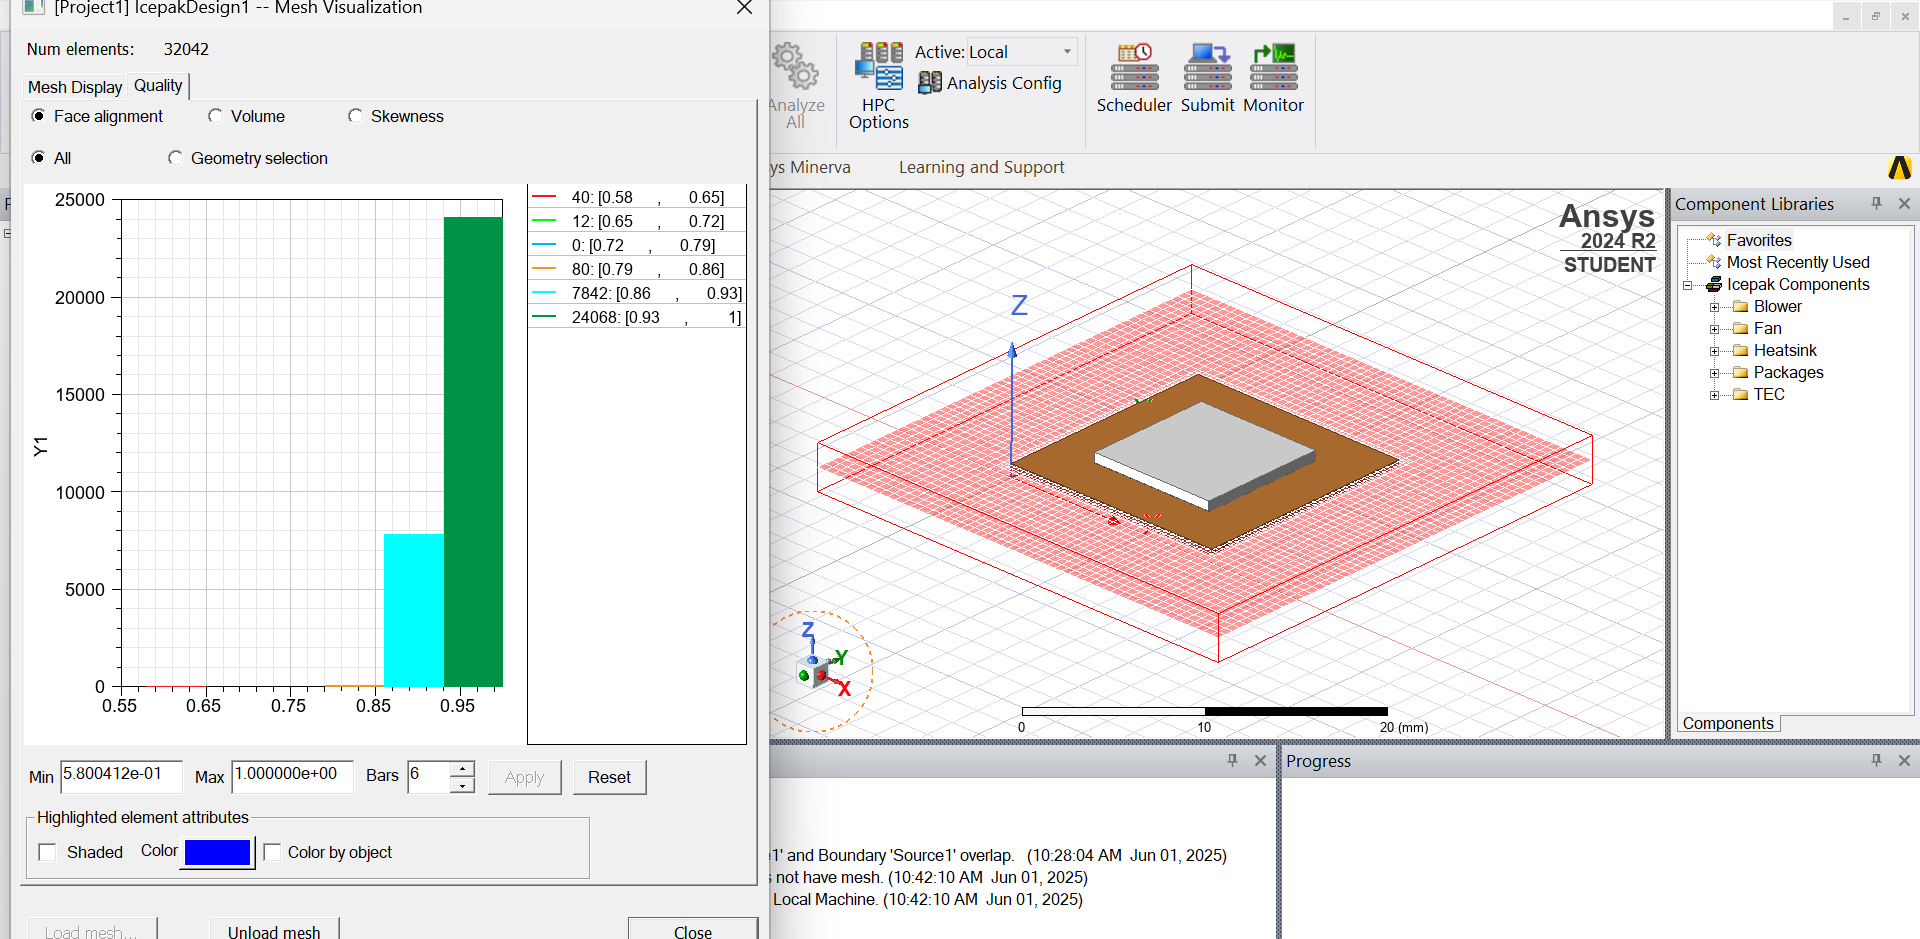 [Project1] IcepakDesign1 -- Mesh Visualization
Num elements: 32042
Mesh Display Quality
Face alignment Volume Skewness
All Geometry selection
25000
20000
15000
10000
5000
0
Y1
0.55 0.65 0.75 0.85 0.95
40: [0.58 , 0.65]
12: [0.65 , 0.72]
0: [0.72 , 0.79]
80: [0.79 , 0.86]
7842: [0.86 , 0.93]
24068: [0.93 , 1]
Min 5.800412e-01 Max 1.000000e+00 Bars 6 Apply Reset
Highlighted element attributes
Shaded Color Color by object
Load mesh... Unload mesh Close
Analyze
All
HPC
Options
Active: Local
Analysis Config
Scheduler Submit Monitor
ys Minerva Learning and Support
Ansys
2024 R2
STUDENT
Z
Z
Y
X
0 10 20 (mm)
Component Libraries
Favorites
Most Recently Used
Icepak Components
Blower
Fan
Heatsink
Packages
TEC
Components
Progress
1' and Boundary 'Source1' overlap. (10:28:04 AM Jun 01, 2025)
s not have mesh. (10:42:10 AM Jun 01, 2025)
Local Machine. (10:42:10 AM Jun 01, 2025)